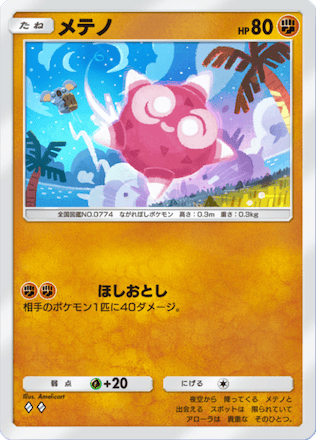 たね メテノ HP 80
全国図鑑NO.0774 ながれぼしポケモン 高さ：0.3m 重さ：0.3kg
ほしおとし
相手のポケモン1匹に40ダメージ。
弱点 +20 にげる
Illus. Amelicart
夜空から 降ってくる メテノと
出会える スポットは 限られていて
アローラは 貴重な そのひとつ。